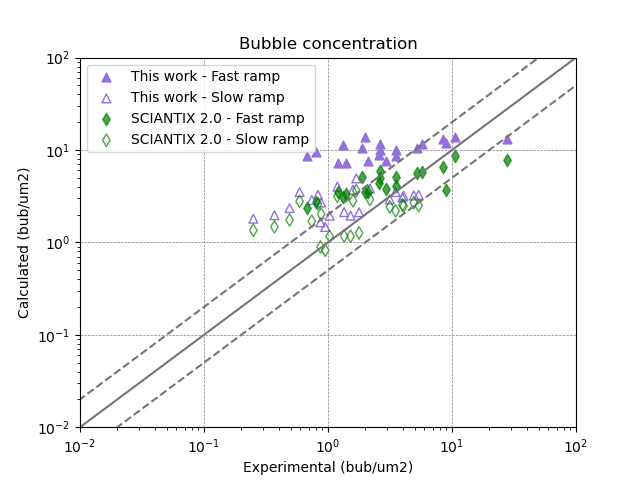 Bubble concentration
This work - Fast ramp
This work - Slow ramp
SCIANTIX 2.0 - Fast ramp
SCIANTIX 2.0 - Slow ramp
Calculated (bub/um2)
10²
10¹
10⁰
10⁻¹
10⁻²
10⁻² 10⁻¹ 10⁰ 10¹ 10²
Experimental (bub/um2)